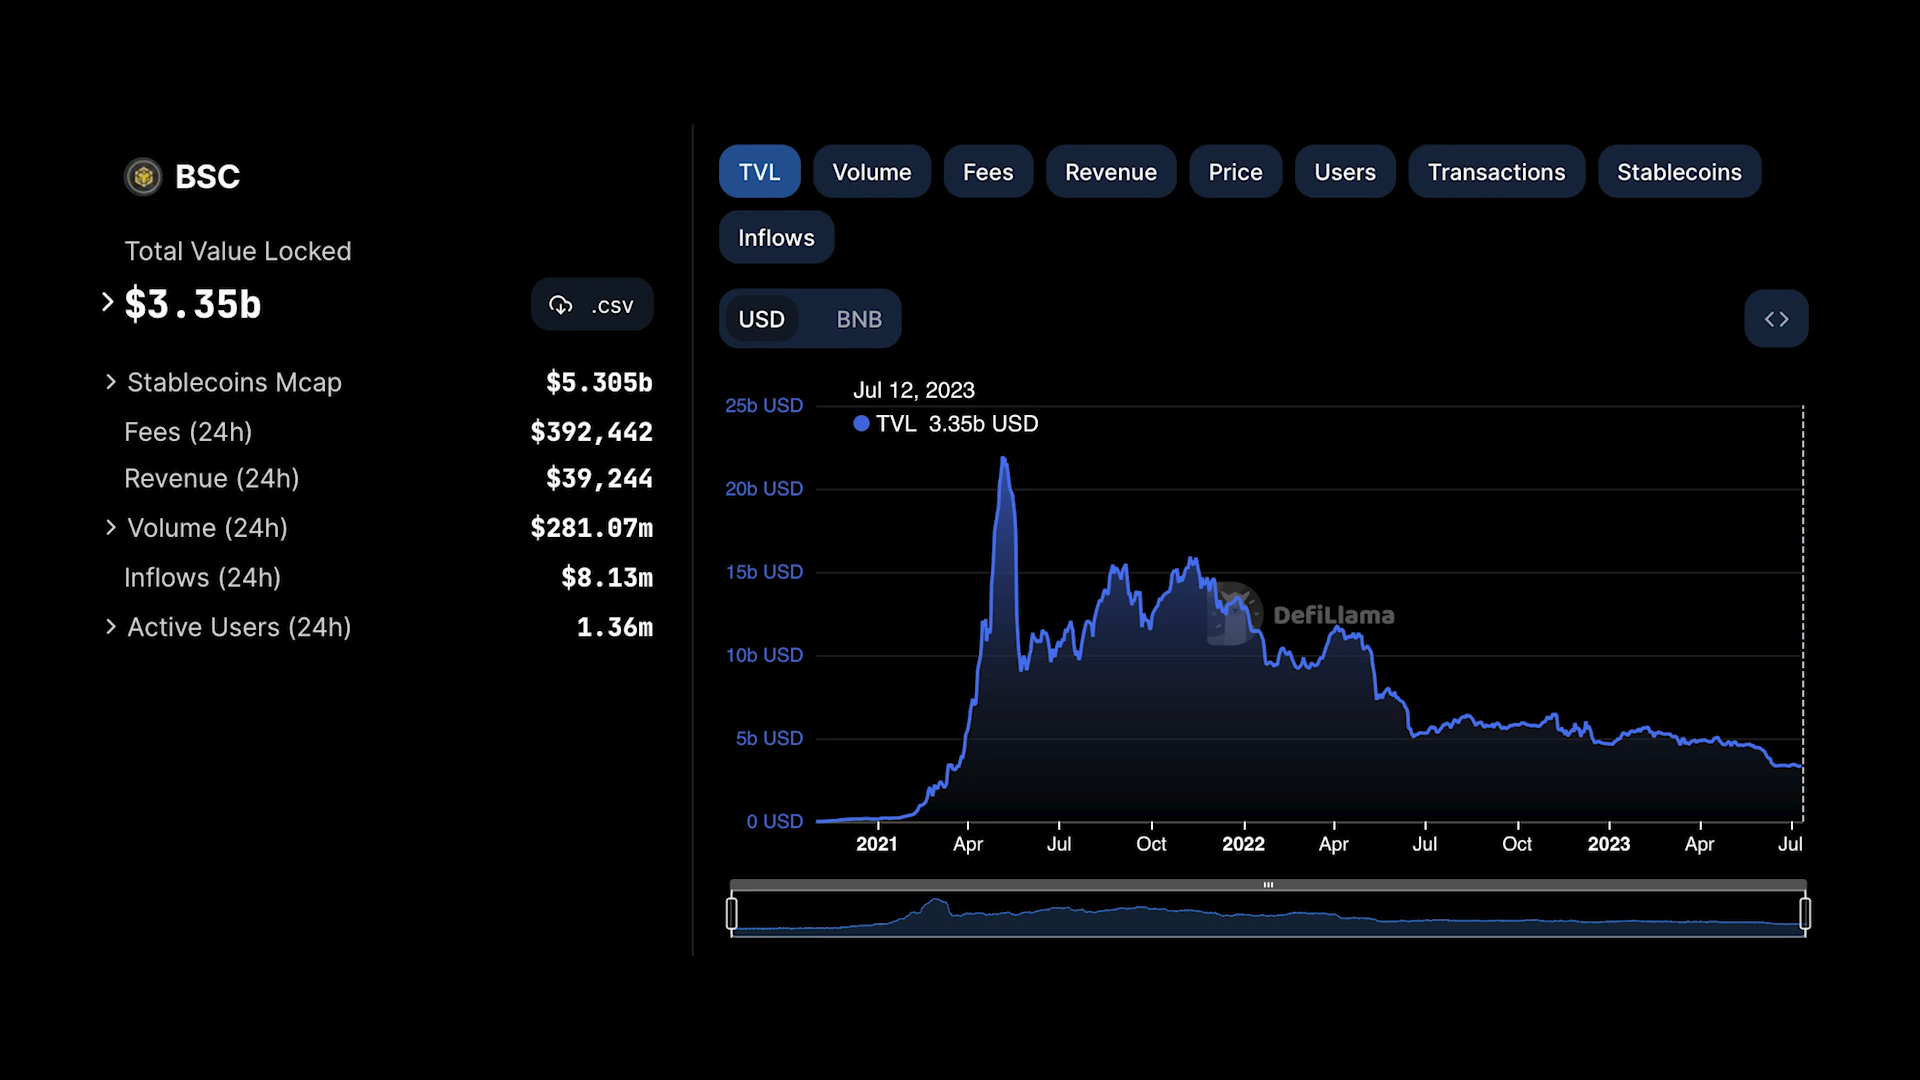 BSC
Total Value Locked
$3.35b
.csv
Stablecoins Mcap $5.305b
Fees (24h) $392,442
Revenue (24h) $39,244
Volume (24h) $281.07m
Inflows (24h) $8.13m
Active Users (24h) 1.36m
TVL Volume Fees Revenue Price Users Transactions Stablecoins
Inflows
USD BNB
Jul 12, 2023
TVL 3.35b USD
25b USD
20b USD
15b USD
10b USD
5b USD
0 USD
DefiLlama
2021 Apr Jul Oct 2022 Apr Jul Oct 2023 Apr Jul